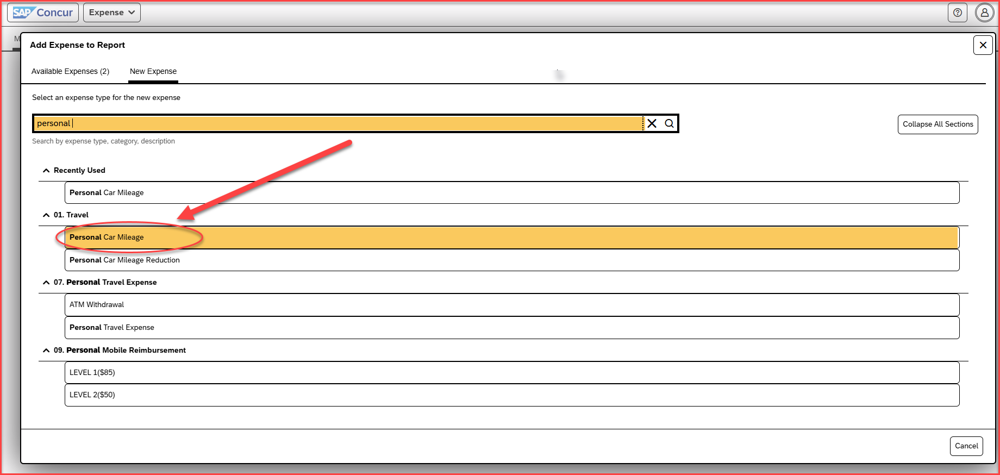 SAP Concur Expense
M
Add Expense to Report
Available Expenses (2) New Expense
Select an expense type for the new expense
personal
Collapse All Sections
Search by expense type, category, description
Recently Used
Personal Car Mileage
01. Travel
Personal Car Mileage
Personal Car Mileage Reduction
07. Personal Travel Expense
ATM Withdrawal
Personal Travel Expense
09. Personal Mobile Reimbursement
LEVEL 1($85)
LEVEL 2($50)
Cancel